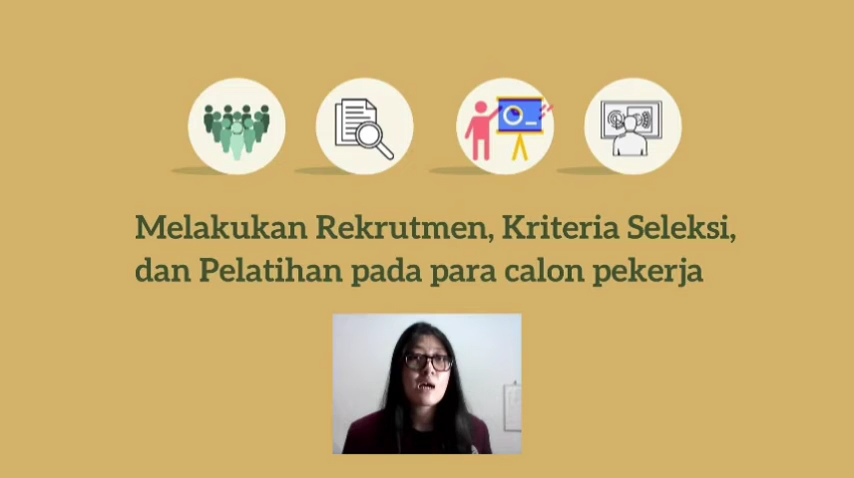 Melakukan Rekrutmen, Kriteria Seleksi,
dan Pelatihan pada para calon pekerja